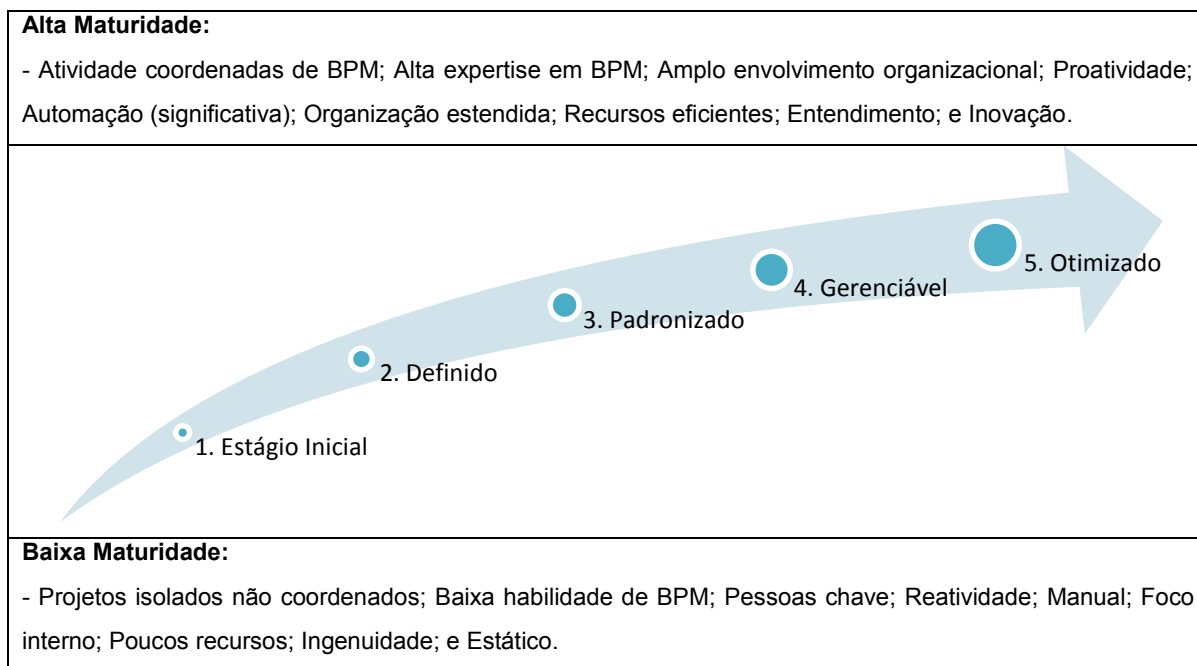 Alta Maturidade:
- Atividade coordenadas de BPM; Alta expertise em BPM; Amplo envolvimento organizacional; Proatividade;
Automação (significativa); Organização estendida; Recursos eficientes; Entendimento; e Inovação.
5. Otimizado
4. Gerenciável
3. Padronizado
2. Definido
1. Estágio Inicial
Baixa Maturidade:
- Projetos isolados não coordenados; Baixa habilidade de BPM; Pessoas chave; Reatividade; Manual; Foco
interno; Poucos recursos; Ingenuidade; e Estático.